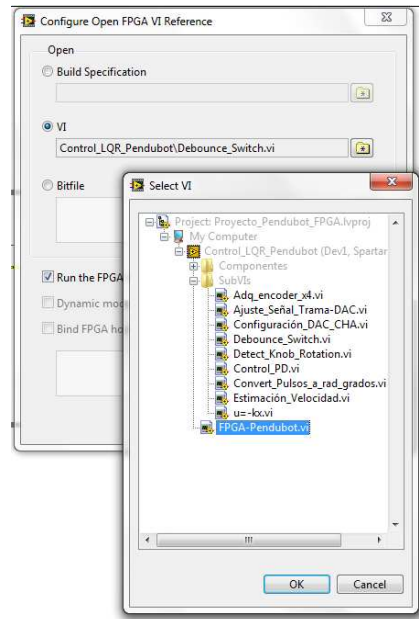 Configure Open FPGA VI Reference
Open
Build Specification
VI
Control_LQR_Pendubot\Debounce_Switch.vi
Bitfile
Run the FPGA
Dynamic mod
Bind FPGA ho
Select VI
Project: Proyecto_Pendubot_FPGA.lvproj
My Computer
Control_LQR_Pendubot (Dev1, Spartar
Componentes
SubVIs
Adq_encoder_x4.vi
Ajuste_Señal_Trama-DAC.vi
Configuración_DAC_CHA.vi
Debounce_Switch.vi
Detect_Knob_Rotation.vi
Control_PD.vi
Convert_Pulsos_a_rad_grados.vi
Estimación_Velocidad.vi
u=-kx.vi
FPGA-Pendubot.vi
OK
Cancel